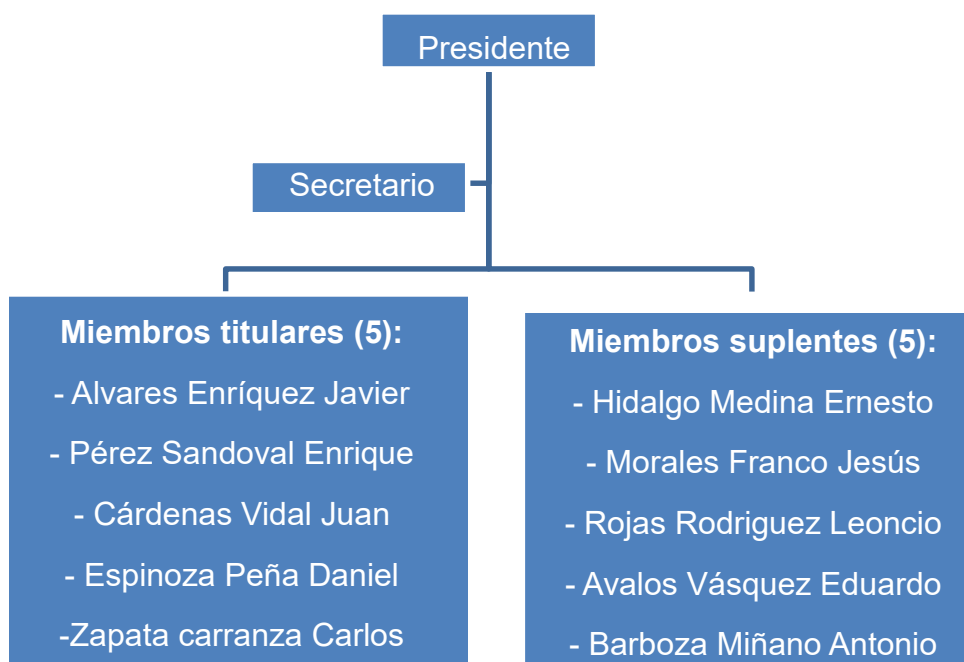 Presidente
Secretario
Miembros titulares (5):
- Alvares Enríquez Javier
- Pérez Sandoval Enrique
- Cárdenas Vidal Juan
- Espinoza Peña Daniel
-Zapata carranza Carlos
Miembros suplentes (5):
- Hidalgo Medina Ernesto
- Morales Franco Jesús
- Rojas Rodriguez Leoncio
- Avalos Vásquez Eduardo
- Barboza Miñano Antonio